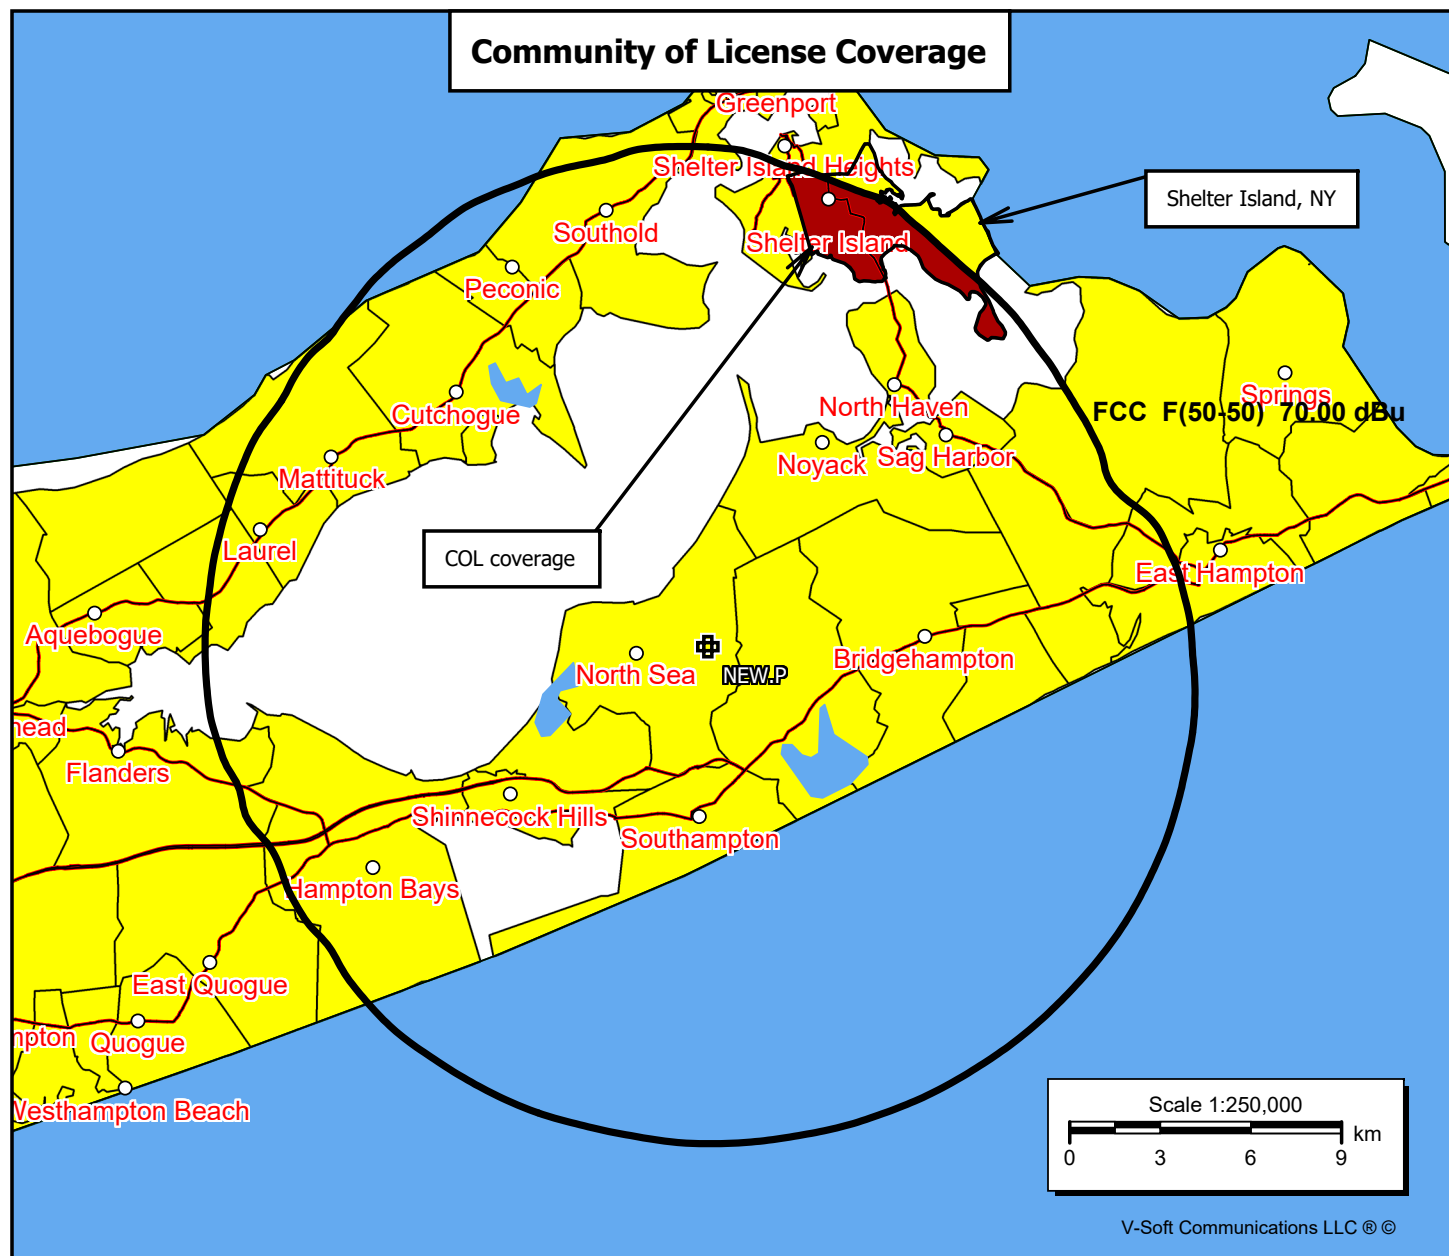 Community of License Coverage
Greenport
Shelter Island Heights
Shelter Island, NY
Southold
Shelter Island
Peconic
Springs
Cutchogue
North Haven
FCC F(50-50) 70.00 dBu
Mattituck
Noyack
Sag Harbor
Laurel
COL coverage
East Hampton
Aquebogue
Bridgehampton
North Sea
NEW.P
head
Flanders
Shinnecock Hills
Southampton
Hampton Bays
East Quogue
mpton
Quogue
Westhampton Beach
Scale 1:250,000
km
0 3 6 9
V-Soft Communications LLC ® ©